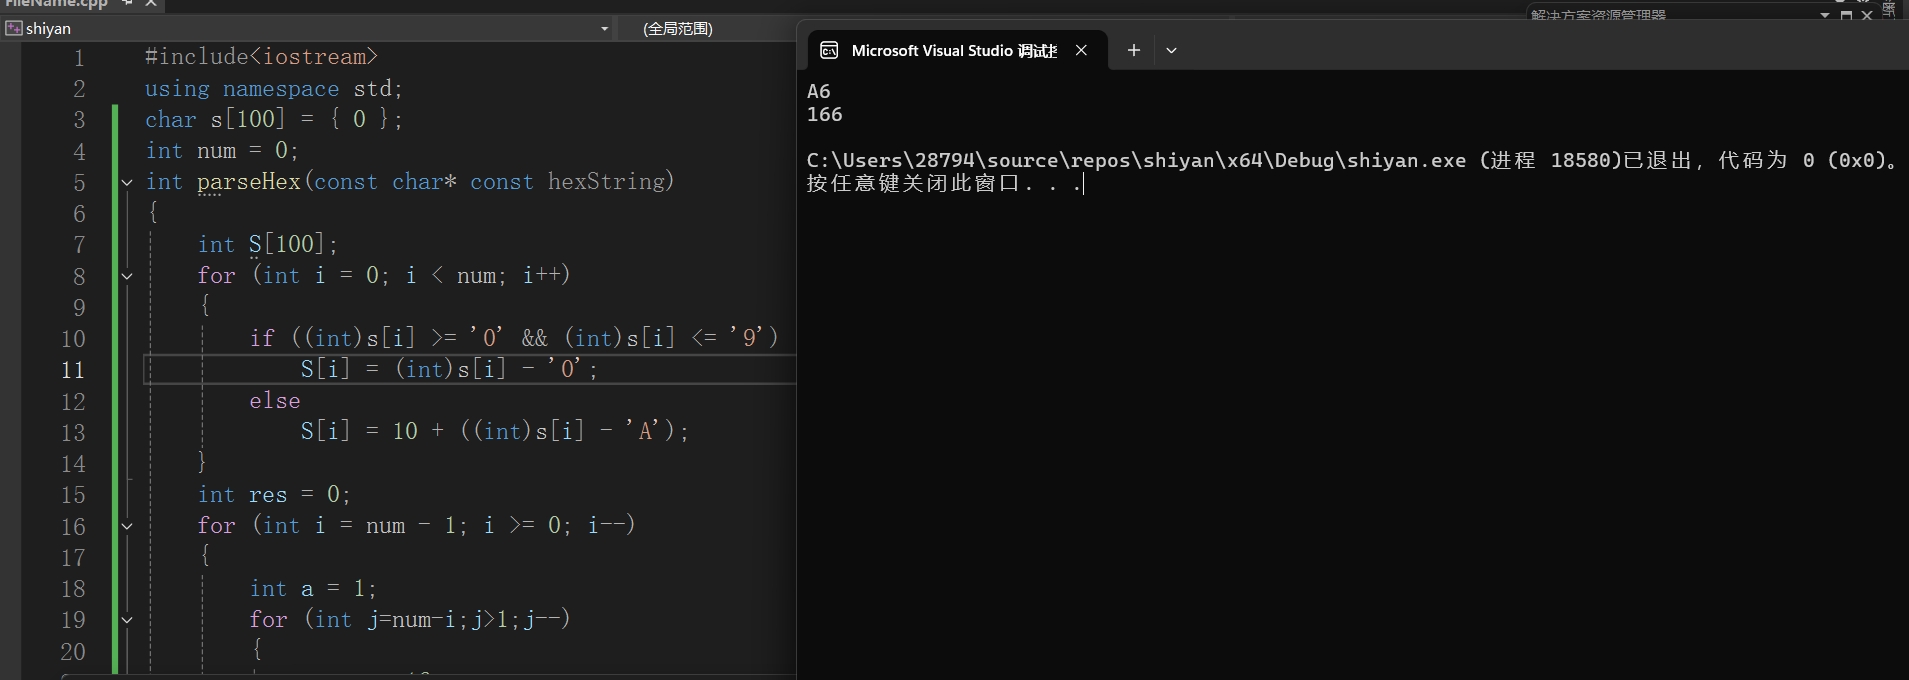 FileName.cpp
shiyan
(全局范围)
解决方案资源管理器
1 #include<iostream>
2 using namespace std;
3 char s[100] = { 0 };
4 int num = 0;
5 int parseHex(const char* const hexString)
6 {
7 int S[100];
8 for (int i = 0; i < num; i++)
9 {
10 if ((int)s[i] >= '0' && (int)s[i] <= '9')
11 S[i] = (int)s[i] - '0';
12 else
13 S[i] = 10 + ((int)s[i] - 'A');
14 }
15 int res = 0;
16 for (int i = num - 1; i >= 0; i--)
17 {
18 int a = 1;
19 for (int j=num-i;j>1;j--)
20 {
Microsoft Visual Studio 调试
A6
166
C:\Users\28794\source\repos\shiyan\x64\Debug\shiyan.exe (进程 18580)已退出，代码为 0 (0x0)。
按任意键关闭此窗口. . .